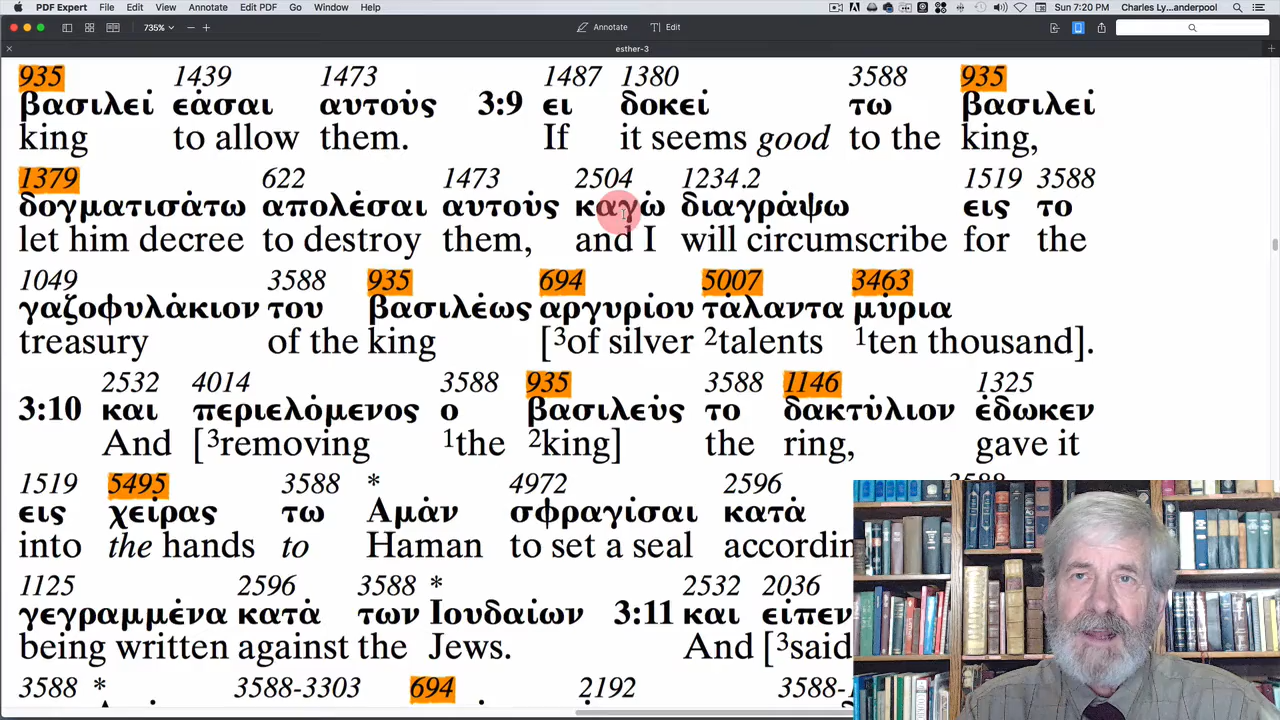 PDF Expert File Edit View Annotate Edit PDF Go Window Help Sun 7:20 PM Charles Ly...anderpool
735% Annotate Edit
esther-3
935 1439 1473 1487 1380 3588 935
βασιλεί εάσαι αυτούς 3:9 ει δοκεί τω βασιλεί
king to allow them. If it seems good to the king,
1379 622 1473 2504 1234.2 1519 3588
δογματισάτω απολέσαι αυτούς καγώ διαγράψω εις το
let him decree to destroy them, and I will circumscribe for the
1049 3588 935 694 5007 3463
γαζοφυλάκιον του βασιλέως αργυρίου τάλαντα μύρια
treasury of the king [3of silver 2talents 1ten thousand].
2532 4014 3588 935 3588 1146 1325
3:10 και περιελόμενος ο βασιλεύς το δακτύλιον έδωκεν
And [3removing 1the 2king] the ring, gave it
1519 5495 3588 * 4972 2596 3588
εις χείρας τω Αμάν σφραγίσαι κατά
into the hands to Haman to set a seal accordin
1125 2596 3588 * 2532 2036
γεγραμμένα κατά των Ιουδαίων 3:11 και είπεν
being written against the Jews. And [3said
3588 * 3588-3303 694 2192 3588-1